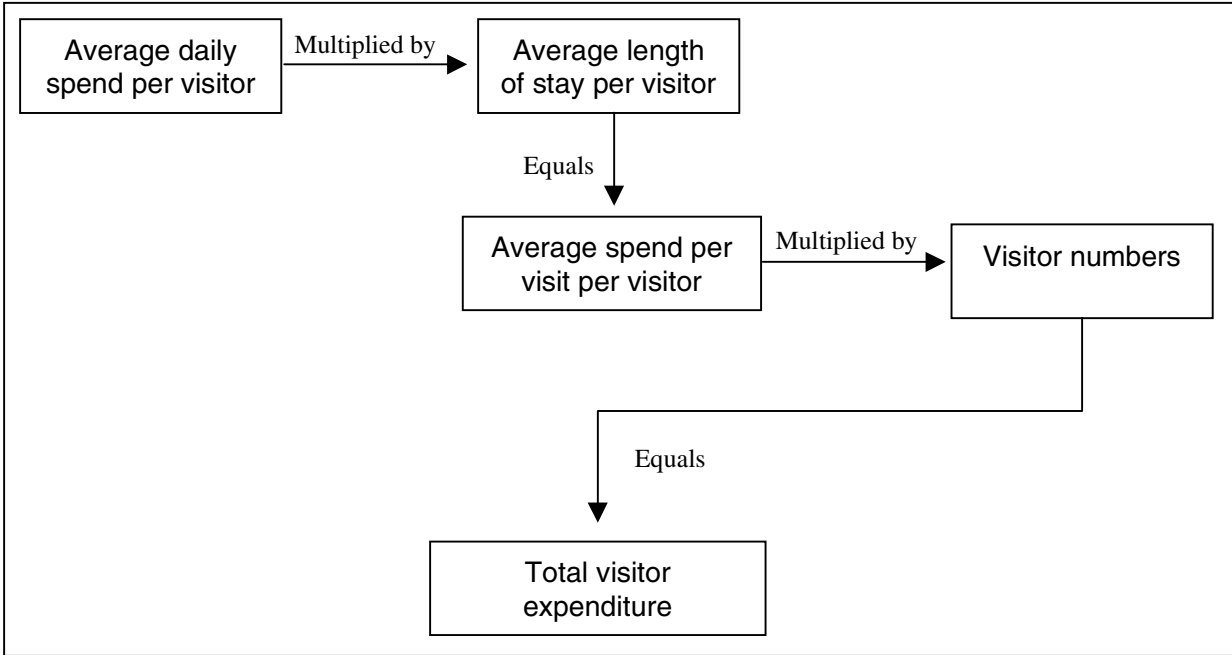 Average daily
spend per visitor
Multiplied by
Average length
of stay per visitor
Equals
Average spend per
visit per visitor
Multiplied by
Visitor numbers
Equals
Total visitor
expenditure